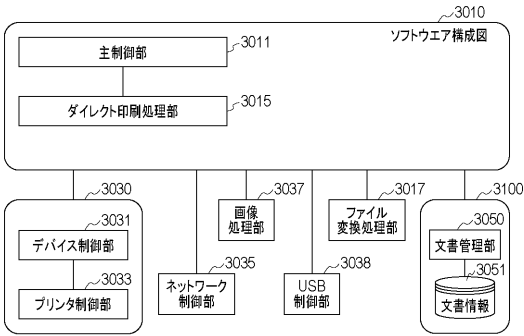 3010
ソフトウエア構成図
主制御部
3011
ダイレクト印刷処理部
3015
3030
3031
デバイス制御部
3033
プリンタ制御部
3037
画像
処理部
3035
ネットワーク
制御部
3038
USB
制御部
3017
ファイル
変換処理部
3100
3050
文書管理部
3051
文書情報